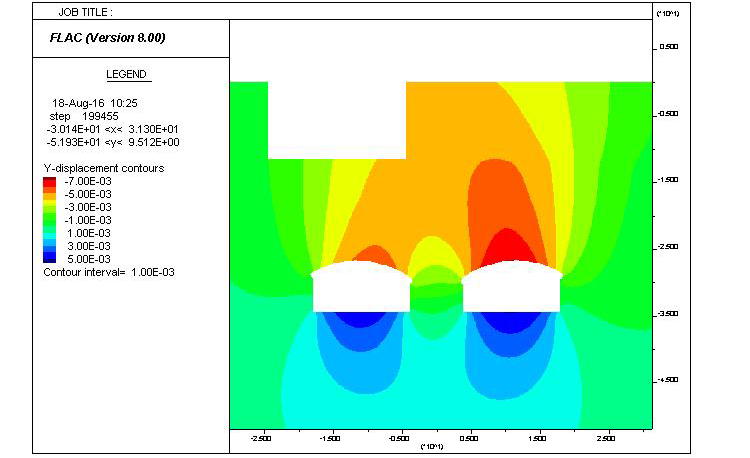 JOB TITLE :
(*10^1)
FLAC (Version 8.00)
0.500
LEGEND
18-Aug-16 10:25
step 199455
-3.014E+01 <x< 3.130E+01
-5.193E+01 <y< 9.512E+00
-0.500
Y-displacement contours
-7.00E-03
-5.00E-03
-3.00E-03
-1.00E-03
1.00E-03
3.00E-03
5.00E-03
Contour interval= 1.00E-03
-1.500
-2.500
-3.500
-4.500
-2.500 -1.500 -0.500 0.500 1.500 2.500
(*10^1)